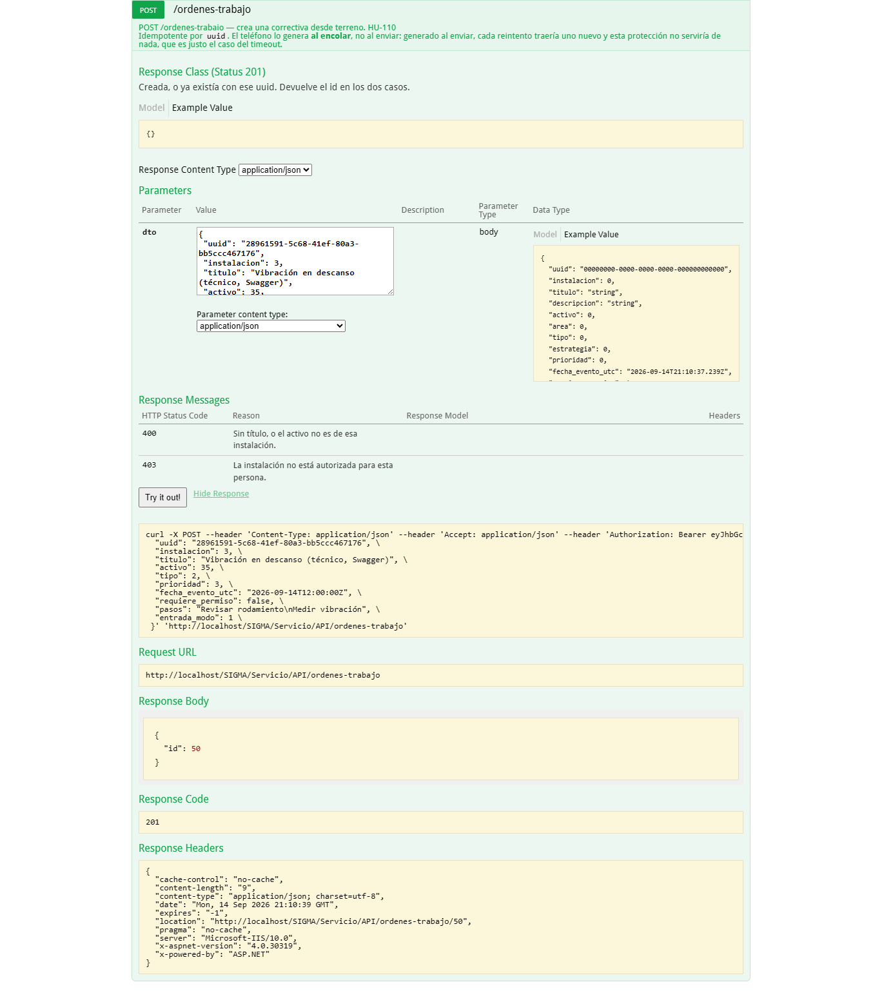 POST /ordenes-trabajo
POST /ordenes-trabajo — crea una correctiva desde terreno. HU-110
Idempotente por uuid. El teléfono lo genera al encolar, no al enviar: generado al enviar, cada reintento traería uno nuevo y esta protección no serviría de
nada, que es justo el caso del timeout.
Response Class (Status 201)
Creada, o ya existía con ese uuid. Devuelve el id en los dos casos.
Model Example Value
{}
Response Content Type application/json
Parameters
Parameter Value Description Parameter Type Data Type
dto
{
"uuid": "28961591-5c68-41ef-80a3-
bb5ccc467176",
"instalacion": 3,
"titulo": "Vibración en descanso
(técnico, Swagger)",
"activo": 35,
Parameter content type:
application/json
body
Model Example Value
{
"uuid": "00000000-0000-0000-0000-000000000000",
"instalacion": 0,
"titulo": "string",
"descripcion": "string",
"activo": 0,
"area": 0,
"tipo": 0,
"estrategia": 0,
"prioridad": 0,
"fecha_evento_utc": "2026-09-14T21:10:37.239Z",
Response Messages
HTTP Status Code Reason Response Model Headers
400 Sin título, o el activo no es de esa
instalación.
403 La instalación no está autorizada para esta
persona.
Try it out! Hide Response
curl -X POST --header 'Content-Type: application/json' --header 'Accept: application/json' --header 'Authorization: Bearer eyJhbGc
"uuid": "28961591-5c68-41ef-80a3-bb5ccc467176", \
"instalacion": 3, \
"titulo": "Vibración en descanso (técnico, Swagger)", \
"activo": 35, \
"tipo": 2, \
"prioridad": 3, \
"fecha_evento_utc": "2026-09-14T12:00:00Z", \
"requiere_permiso": false, \
"pasos": "Revisar rodamiento\nMedir vibración", \
"entrada_modo": 1 \
}' 'http://localhost/SIGMA/Servicio/API/ordenes-trabajo'
Request URL
http://localhost/SIGMA/Servicio/API/ordenes-trabajo
Response Body
{
"id": 50
}
Response Code
201
Response Headers
{
"cache-control": "no-cache",
"content-length": "9",
"content-type": "application/json; charset=utf-8",
"date": "Mon, 14 Sep 2026 21:10:39 GMT",
"expires": "-1",
"location": "http://localhost/SIGMA/Servicio/API/ordenes-trabajo/50",
"pragma": "no-cache",
"server": "Microsoft-IIS/10.0",
"x-aspnet-version": "4.0.30319",
"x-powered-by": "ASP.NET"
}